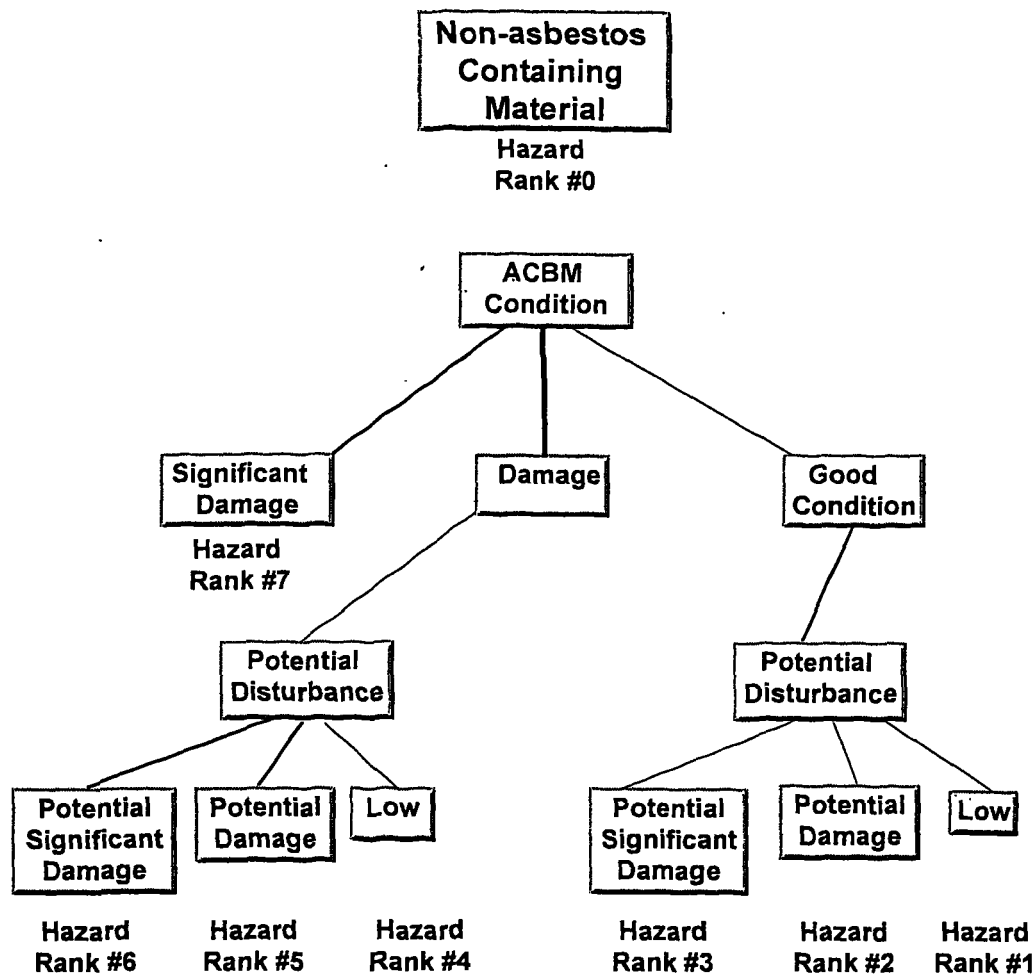 Non-asbestos
Containing
Material
Hazard
Rank #0
ACBM
Condition
Significant
Damage
Hazard
Rank #7
Damage
Good
Condition
Potential
Disturbance
Potential
Disturbance
Potential
Significant
Damage
Hazard
Rank #6
Potential
Damage
Hazard
Rank #5
Low
Hazard
Rank #4
Potential
Significant
Damage
Hazard
Rank #3
Potential
Damage
Hazard
Rank #2
Low
Hazard
Rank #1